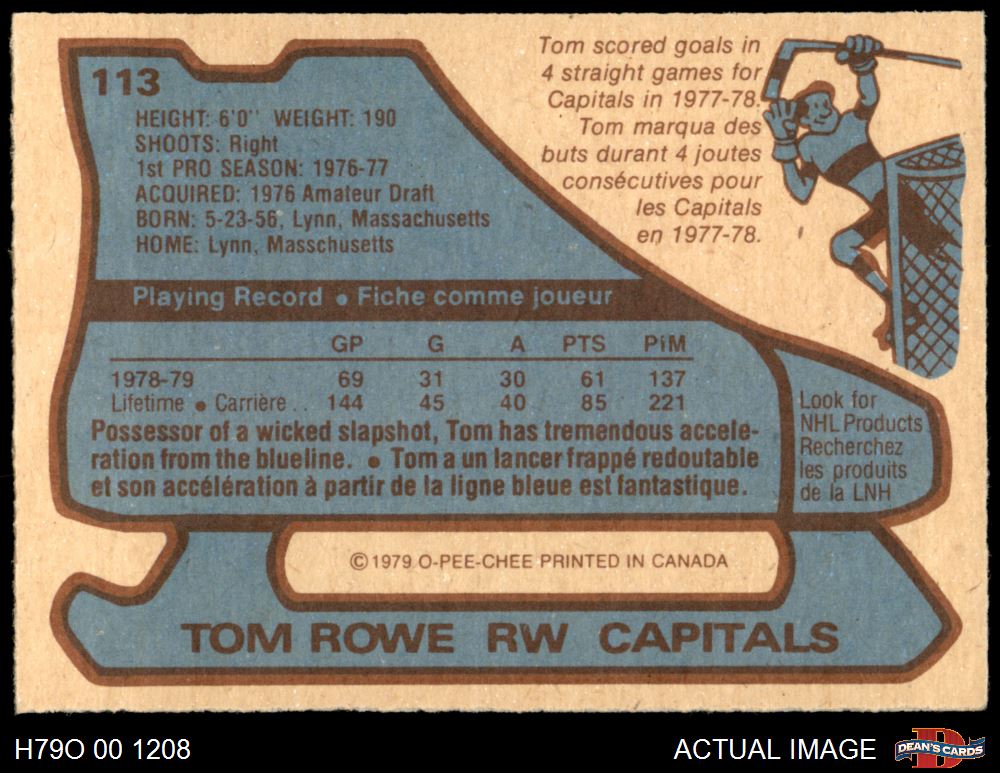 113
HEIGHT: 6'0'' WEIGHT: 190
SHOOTS: Right
1st PRO SEASON: 1976-77
ACQUIRED: 1976 Amateur Draft
BORN: 5-23-56, Lynn, Massachusetts
HOME: Lynn, Masschusetts
Tom scored goals in
4 straight games for
Capitals in 1977-78.
Tom marqua des
buts durant 4 joutes
consécutives pour
les Capitals
en 1977-78.
Playing Record • Fiche comme joueur
GP G A PTS PiM
1978-79 69 31 30 61 137
Lifetime • Carrière . . 144 45 40 85 221
Possessor of a wicked slapshot, Tom has tremendous accele-
ration from the blueline. • Tom a un lancer frappé redoutable
et son accélération à partir de la ligne bleue est fantastique.
Look for
NHL Products
Recherchez
les produits
de la LNH
©1979 O-PEE-CHEE PRINTED IN CANADA
TOM ROWE RW CAPITALS
H79O 00 1208
ACTUAL IMAGE
D
DEAN'S CARDS